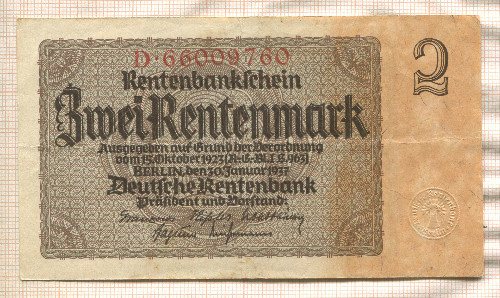 D·66009760
Rentenbankschein
Zwei Rentenmark
2
Ausgegeben auf Grund der Verordnung
vom 15. Oktober 1923 (R.-G.-Bl. I S. 963)
BERLIN, den 30. Januar 1937
Deutsche Rentenbank
Präsident und Vorstand: